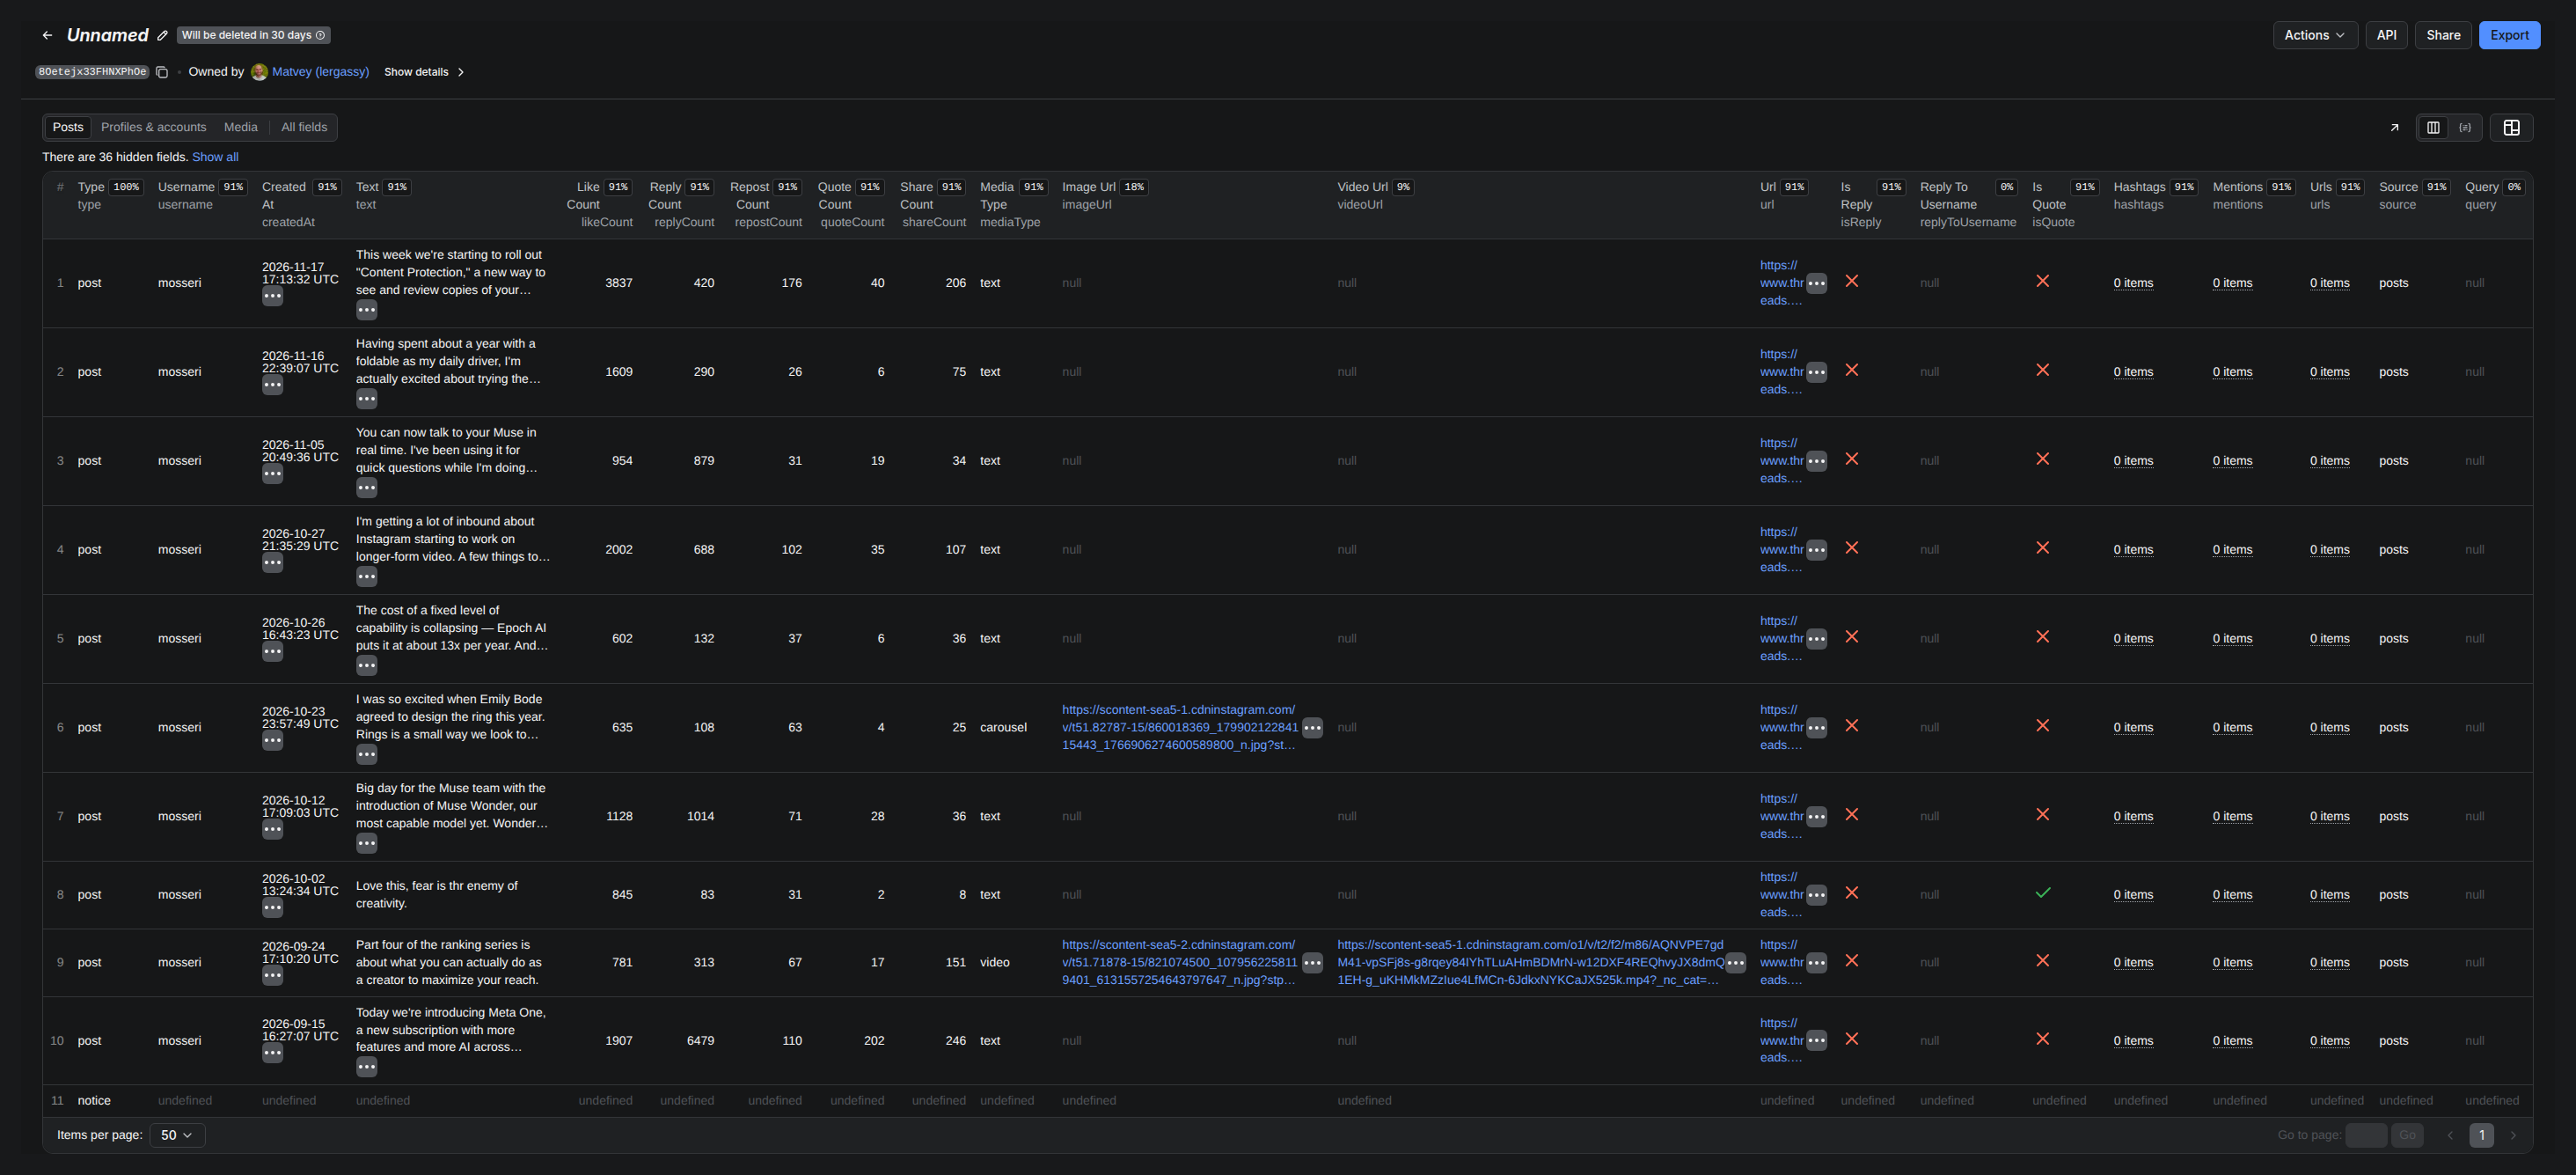 Unnamed Will be deleted in 30 days Actions API Share Export
8Oetejx33FHNXPhOe Owned by Matvey (lergassy) Show details
Posts Profiles & accounts Media All fields
There are 36 hidden fields. Show all
# Type 100% Username 91% Created 91% Text 91% Like 91% Reply 91% Repost 91% Quote 91% Share 91% Media 91% Image Url 18% Video Url 9% Url 91% Is 91% Reply To 0% Is 91% Hashtags 91% Mentions 91% Urls 91% Source 91% Query 0%
type username At text Count Count Count Count Count Type imageUrl videoUrl url Reply Username Quote hashtags mentions urls source query
createdAt likeCount replyCount repostCount quoteCount shareCount mediaType isReply replyToUsername isQuote
This week we're starting to roll out
"Content Protection," a new way to
see and review copies of your…
1 post mosseri 2026-11-17 17:13:32 UTC 3837 420 176 40 206 text null null https:// www.thr eads.… null 0 items 0 items 0 items posts null
Having spent about a year with a
foldable as my daily driver, I'm
actually excited about trying the…
2 post mosseri 2026-11-16 22:39:07 UTC 1609 290 26 6 75 text null null https:// www.thr eads.… null 0 items 0 items 0 items posts null
You can now talk to your Muse in
real time. I've been using it for
quick questions while I'm doing…
3 post mosseri 2026-11-05 20:49:36 UTC 954 879 31 19 34 text null null https:// www.thr eads.… null 0 items 0 items 0 items posts null
I'm getting a lot of inbound about
Instagram starting to work on
longer-form video. A few things to…
4 post mosseri 2026-10-27 21:35:29 UTC 2002 688 102 35 107 text null null https:// www.thr eads.… null 0 items 0 items 0 items posts null
The cost of a fixed level of
capability is collapsing — Epoch AI
puts it at about 13x per year. And…
5 post mosseri 2026-10-26 16:43:23 UTC 602 132 37 6 36 text null null https:// www.thr eads.… null 0 items 0 items 0 items posts null
I was so excited when Emily Bode
agreed to design the ring this year.
Rings is a small way we look to…
6 post mosseri 2026-10-23 23:57:49 UTC 635 108 63 4 25 carousel
https://scontent-sea5-1.cdninstagram.com/
v/t51.82787-15/860018369_179902122841
15443_1766906274600589800_n.jpg?st…
null https:// www.thr eads.… null 0 items 0 items 0 items posts null
Big day for the Muse team with the
introduction of Muse Wonder, our
most capable model yet. Wonder…
7 post mosseri 2026-10-12 17:09:03 UTC 1128 1014 71 28 36 text null null https:// www.thr eads.… null 0 items 0 items 0 items posts null
Love this, fear is thr enemy of
creativity.
8 post mosseri 2026-10-02 13:24:34 UTC 845 83 31 2 8 text null null https:// www.thr eads.… null 0 items 0 items 0 items posts null
Part four of the ranking series is
about what you can actually do as
a creator to maximize your reach.
9 post mosseri 2026-09-24 17:10:20 UTC 781 313 67 17 151 video
https://scontent-sea5-2.cdninstagram.com/
v/t51.71878-15/821074500_107956225811
9401_6131557254643797647_n.jpg?stp…
https://scontent-sea5-1.cdninstagram.com/o1/v/t2/f2/m86/AQNVPE7gd
M41-vpSFj8s-g8rqey84IYhTLuAHmBDMrN-w12DXF4REQhvyJX8dmQ
1EH-g_uKHMkMZzIue4LfMCn-6JdkxNYKCaJX525k.mp4?_nc_cat=…
https:// www.thr eads.… null 0 items 0 items 0 items posts null
Today we're introducing Meta One,
a new subscription with more
features and more AI across…
10 post mosseri 2026-09-15 16:27:07 UTC 1907 6479 110 202 246 text null null https:// www.thr eads.… null 0 items 0 items 0 items posts null
11 notice undefined undefined undefined undefined undefined undefined undefined undefined undefined undefined undefined undefined undefined undefined undefined undefined undefined undefined undefined undefined
Items per page: 50 Go to page: Go 1